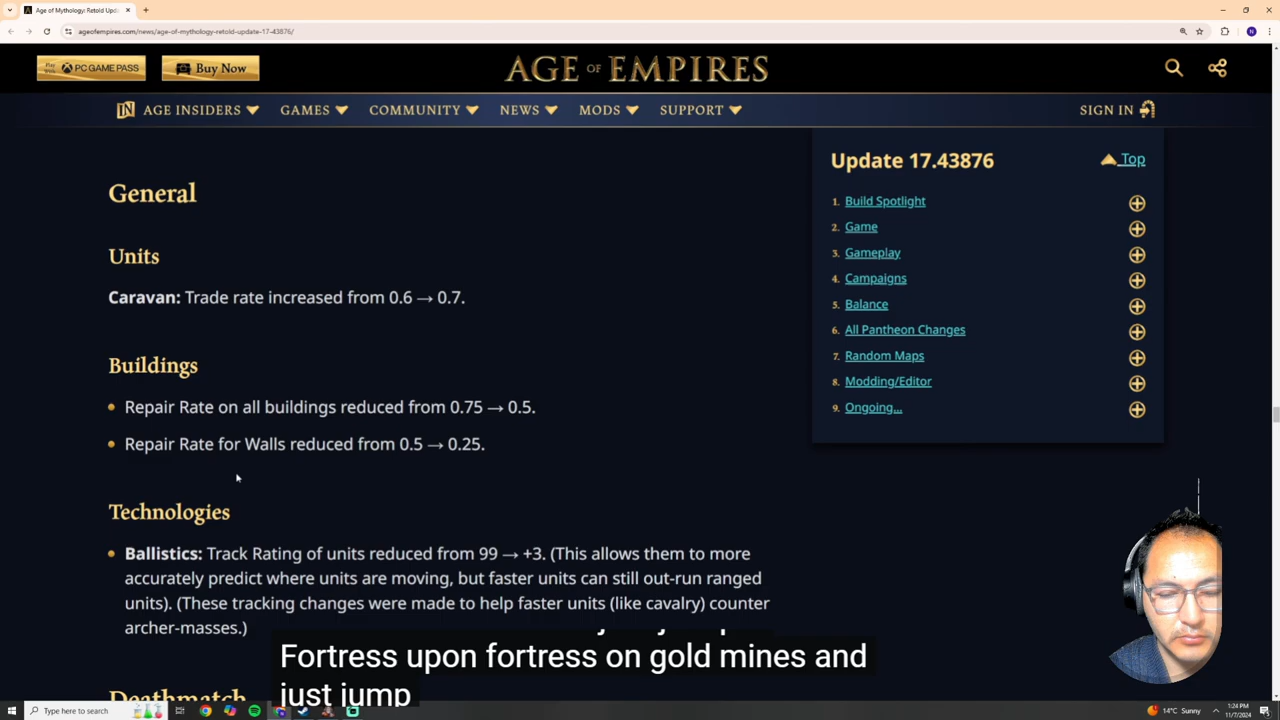 Age of Mythology: Retold Upda
ageofempires.com/news/age-of-mythology-retold-update-17-43876/
PC GAME PASS
Buy Now
AGE OF EMPIRES
AGE INSIDERS
GAMES
COMMUNITY
NEWS
MODS
SUPPORT
SIGN IN
General
Units
Caravan: Trade rate increased from 0.6 → 0.7.
Buildings
Repair Rate on all buildings reduced from 0.75 → 0.5.
Repair Rate for Walls reduced from 0.5 → 0.25.
Technologies
Ballistics: Track Rating of units reduced from 99 → +3. (This allows them to more
accurately predict where units are moving, but faster units can still out-run ranged
units). (These tracking changes were made to help faster units (like cavalry) counter
archer-masses.)
Deathmatch
Update 17.43876
Top
1. Build Spotlight
2. Game
3. Gameplay
4. Campaigns
5. Balance
6. All Pantheon Changes
7. Random Maps
8. Modding/Editor
9. Ongoing...
Fortress upon fortress on gold mines and
just jump
Type here to search
14°C Sunny
1:24 PM
11/7/2024